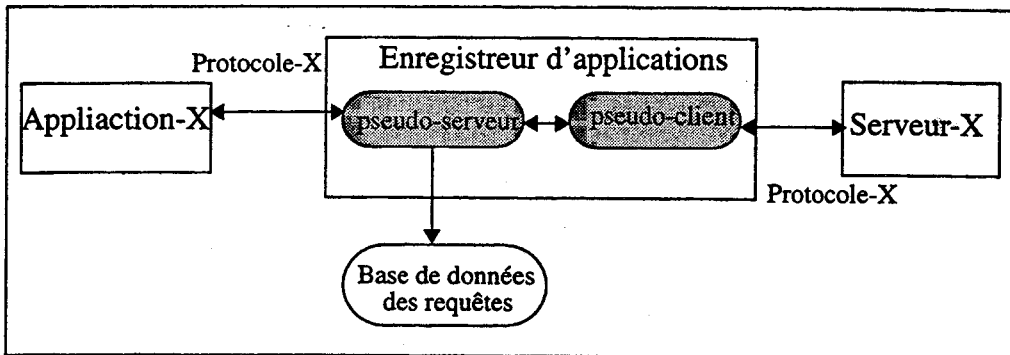 Protocole-X
Enregistreur d'applications
Appliaction-X
pseudo-serveur
pseudo-client
Serveur-X
Protocole-X
Base de données
des requêtes